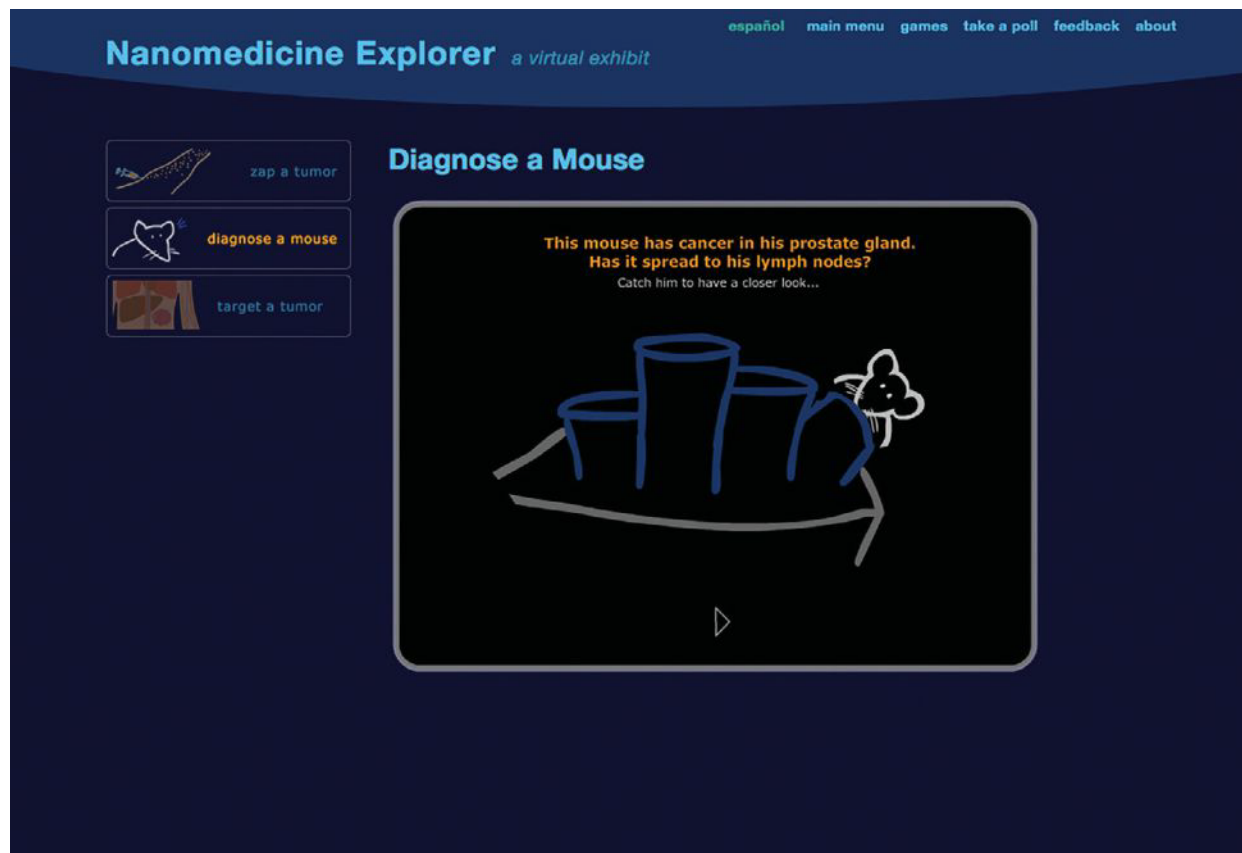 español main menu games take a poll feedback about
Nanomedicine Explorer a virtual exhibit
zap a tumor
diagnose a mouse
target a tumor
Diagnose a Mouse
This mouse has cancer in his prostate gland.
Has it spread to his lymph nodes?
Catch him to have a closer look...